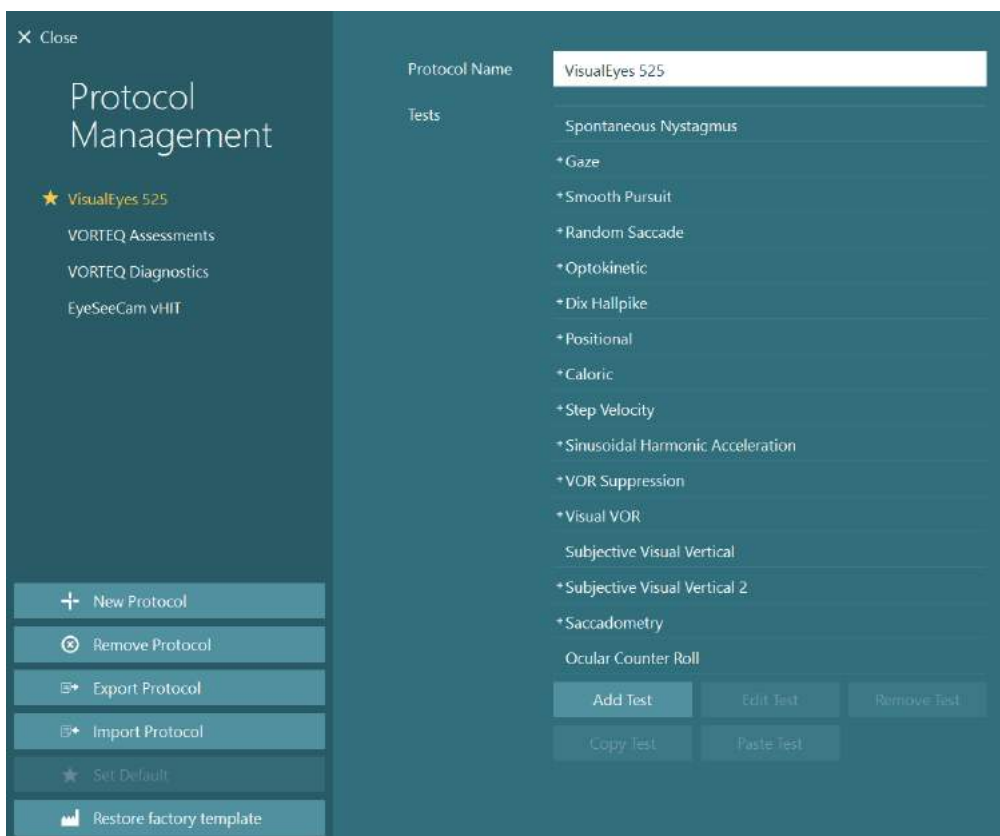 Close
Protocol
Management
VisualEyes 525
VORTEQ Assessments
VORTEQ Diagnostics
EyeSeeCam vHIT
New Protocol
Remove Protocol
Export Protocol
Import Protocol
Set Default
Restore factory template
Protocol Name
VisualEyes 525
Tests
Spontaneous Nystagmus
+Gaze
+Smooth Pursuit
+Random Saccade
+Optokinetic
+Dix Hallpike
+Positional
+Caloric
+Step Velocity
+Sinusoidal Harmonic Acceleration
+VOR Suppression
+Visual VOR
Subjective Visual Vertical
+Subjective Visual Vertical 2
+Saccadometry
Ocular Counter Roll
Add Test
Edit Test
Remove Test
Copy Test
Paste Test